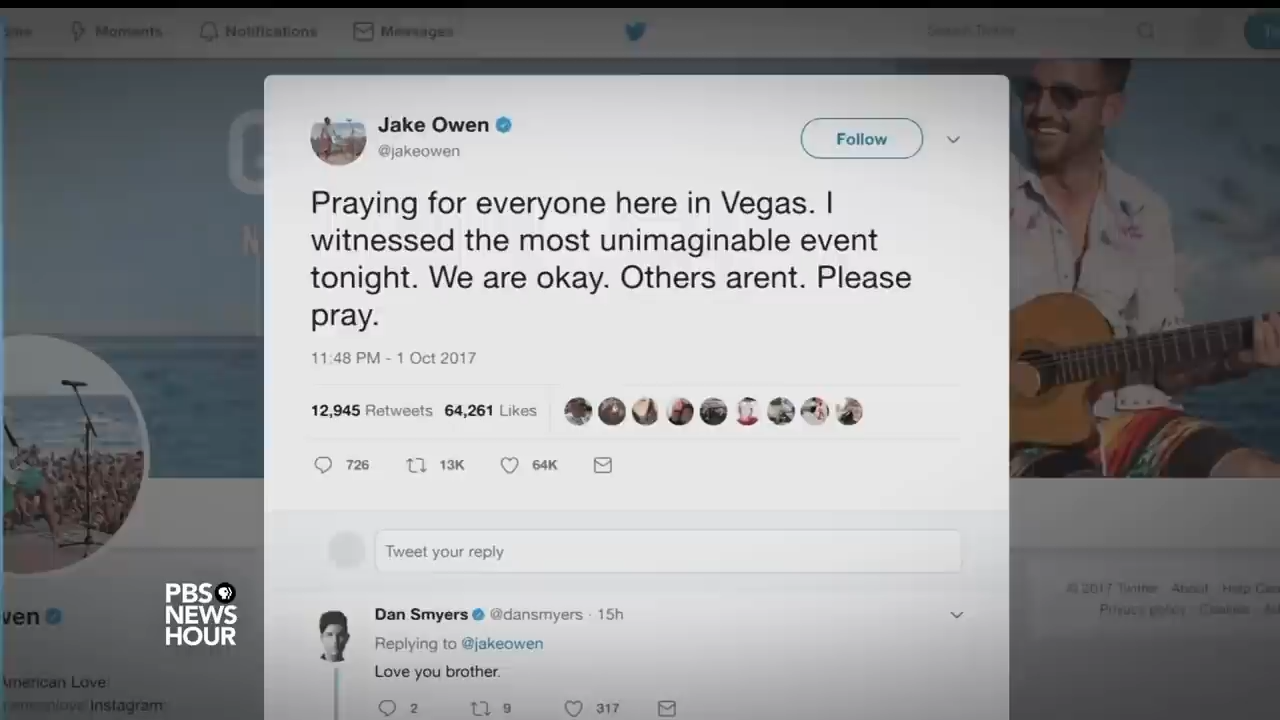 Moments Notifications Messages
Search Twitter
Jake Owen
@jakeowen
Follow
Praying for everyone here in Vegas. I
witnessed the most unimaginable event
tonight. We are okay. Others arent. Please
pray.
11:48 PM - 1 Oct 2017
12,945 Retweets 64,261 Likes
726 13K 64K
Tweet your reply
Dan Smyers @dansmyers · 15h
Replying to @jakeowen
Love you brother.
2 9 317
PBS
NEWS
HOUR
wen
American Love
Instagram
© 2017 Twitter About Help
Privacy policy Cookies